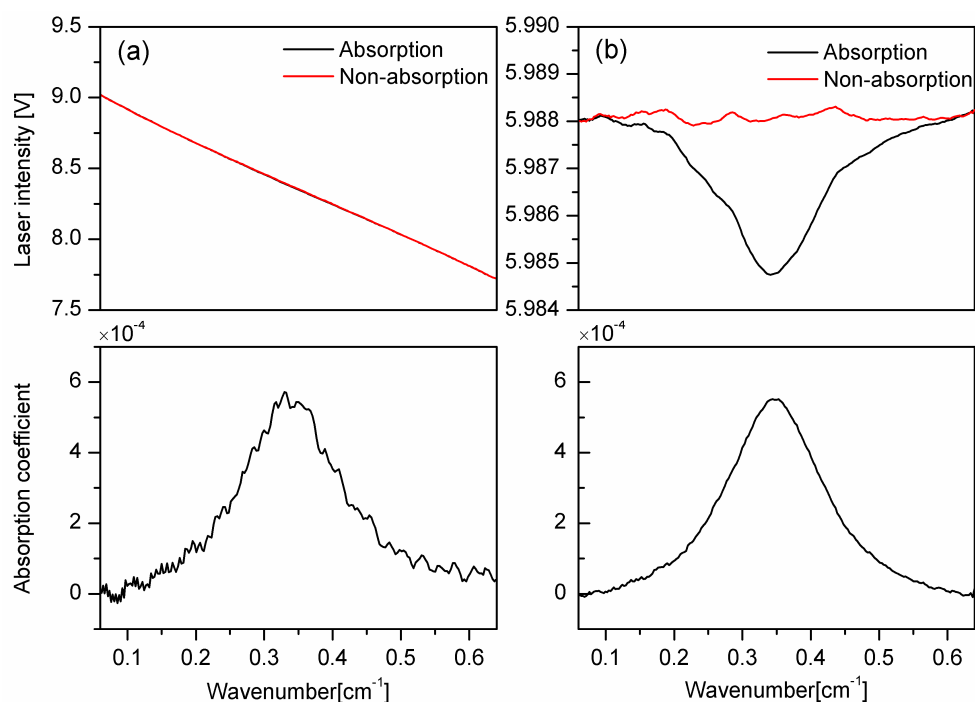 (a)
Absorption
Non-absorption
9.5
9.0
8.5
8.0
7.5
Laser intensity [V]
(b)
Absorption
Non-absorption
5.990
5.989
5.988
5.987
5.986
5.985
5.984
×10⁻⁴
6
4
2
0
Absorption coefficient
0.1 0.2 0.3 0.4 0.5 0.6
Wavenumber[cm⁻¹]
×10⁻⁴
6
4
2
0
0.1 0.2 0.3 0.4 0.5 0.6
Wavenumber[cm⁻¹]